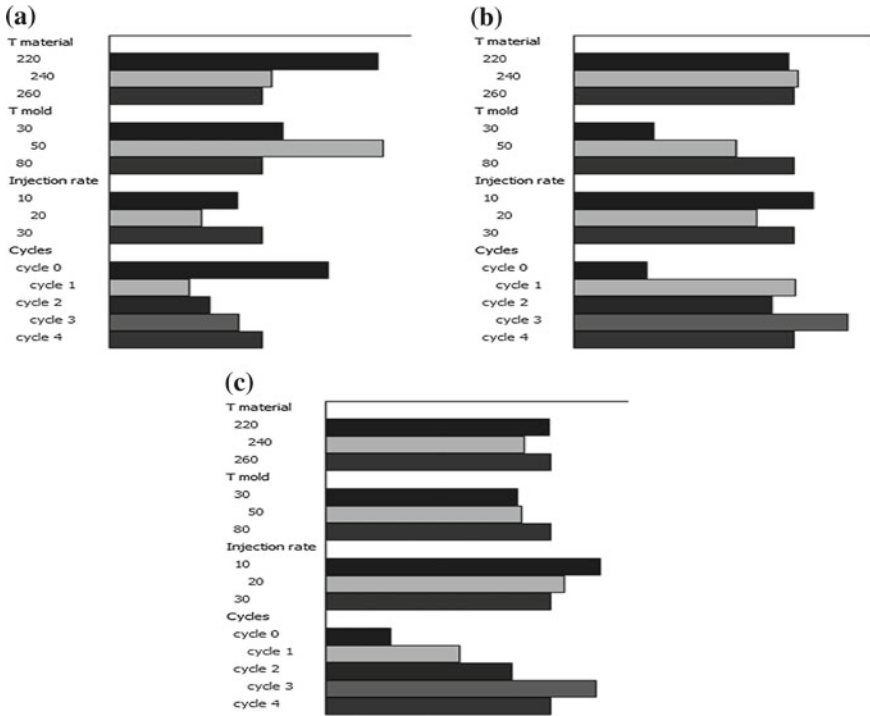 (a)
T material
220
240
260
T mold
30
50
80
Injection rate
10
20
30
Cycles
cycle 0
cycle 1
cycle 2
cycle 3
cycle 4
(b)
T material
220
240
260
T mold
30
50
80
Injection rate
10
20
30
Cycles
cycle 0
cycle 1
cycle 2
cycle 3
cycle 4
(c)
T material
220
240
260
T mold
30
50
80
Injection rate
10
20
30
Cycles
cycle 0
cycle 1
cycle 2
cycle 3
cycle 4